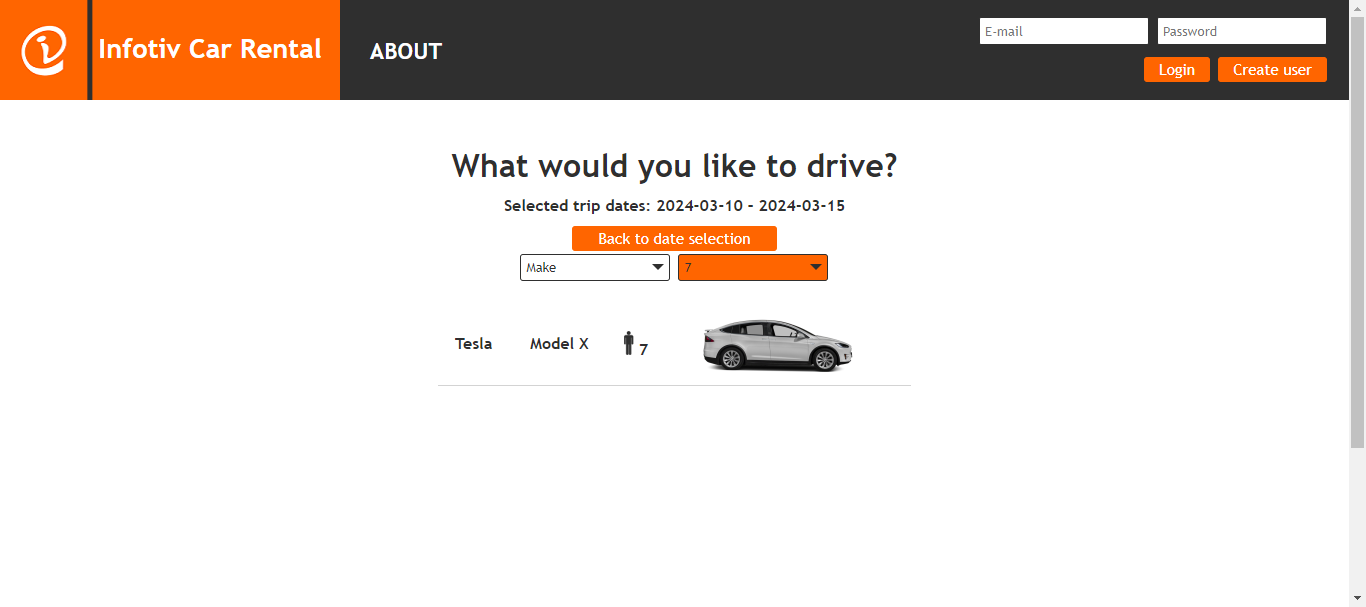 Infotiv Car Rental
ABOUT
E-mail
Password
Login
Create user
What would you like to drive?
Selected trip dates: 2024-03-10 – 2024-03-15
Back to date selection
Make
7
Tesla Model X 7